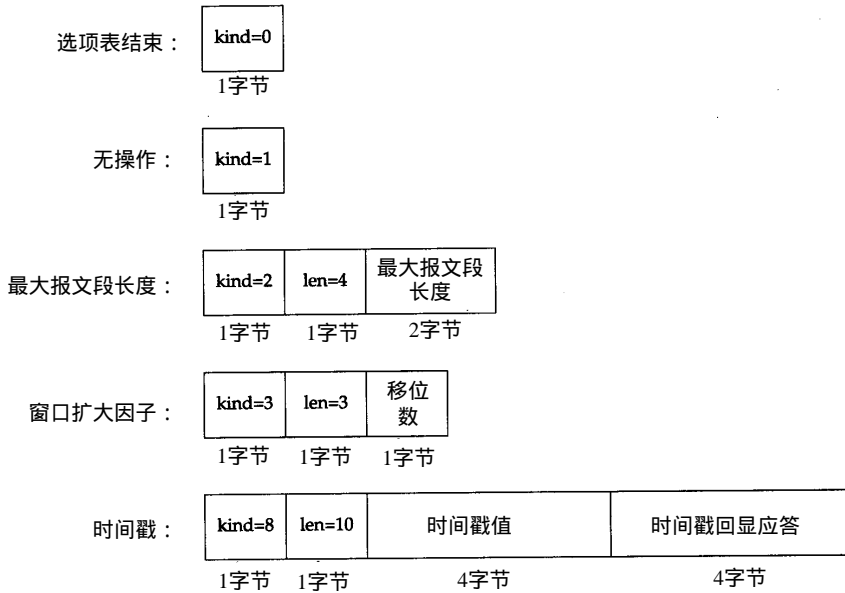 选项表结束：
kind=0
1字节
无操作：
kind=1
1字节
最大报文段长度：
kind=2
len=4
最大报文段
长度
1字节
1字节
2字节
窗口扩大因子：
kind=3
len=3
移位
数
1字节
1字节
1字节
时间戳：
kind=8
len=10
时间戳值
时间戳回显应答
1字节
1字节
4字节
4字节